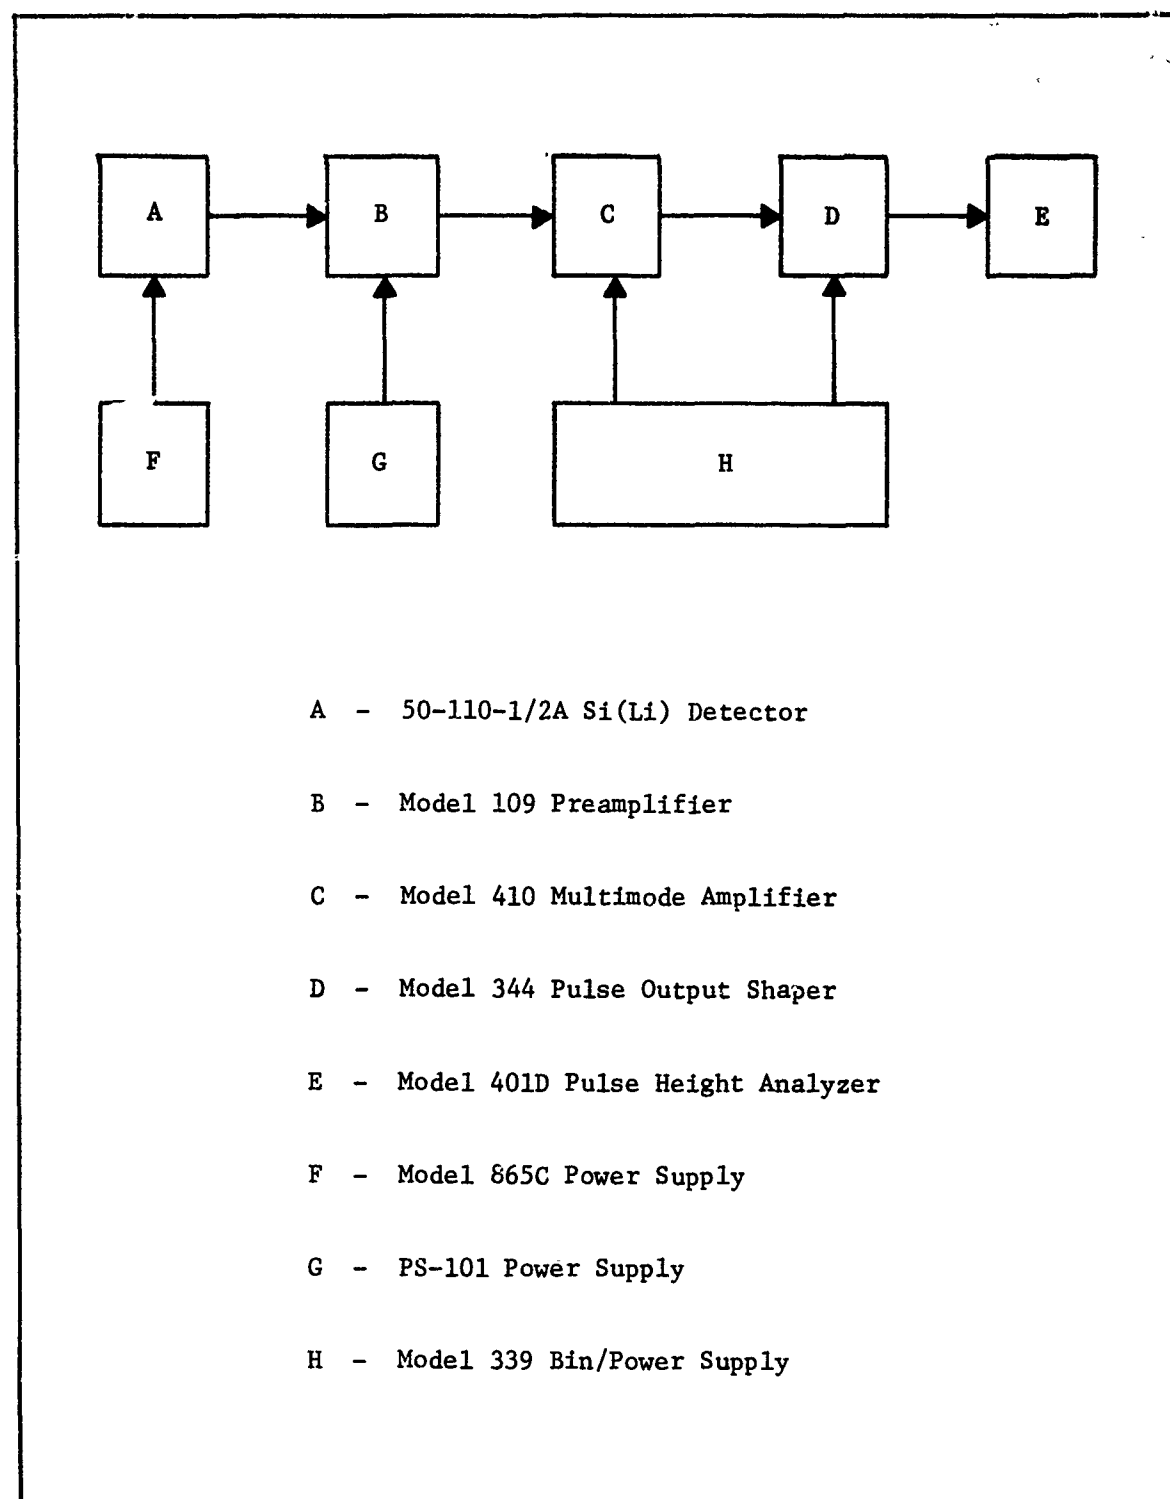 A B C D E
F G H
A - 50-110-1/2A Si(Li) Detector
B - Model 109 Preamplifier
C - Model 410 Multimode Amplifier
D - Model 344 Pulse Output Shaper
E - Model 401D Pulse Height Analyzer
F - Model 865C Power Supply
G - PS-101 Power Supply
H - Model 339 Bin/Power Supply